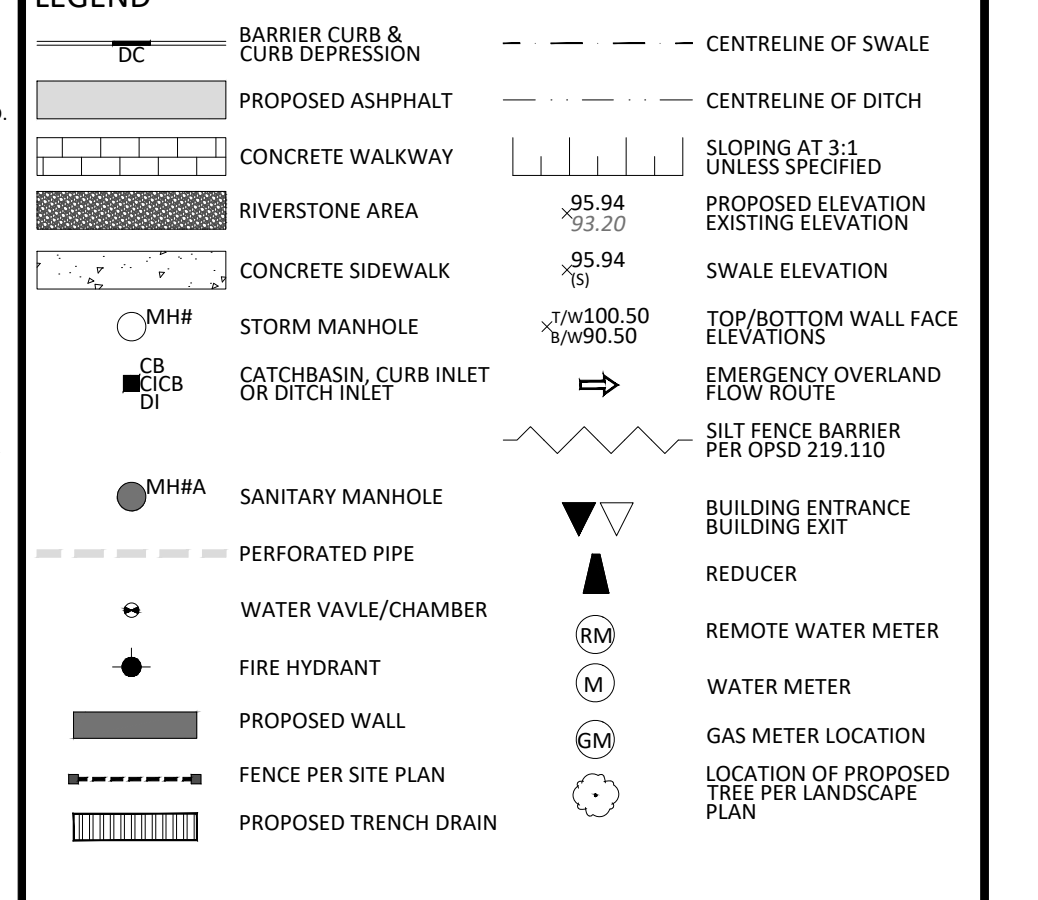 LEGEND
DC
BARRIER CURB &
CURB DEPRESSION
PROPOSED ASHPHALT
CONCRETE WALKWAY
RIVERSTONE AREA
CONCRETE SIDEWALK
MH#
STORM MANHOLE
CB
CICB
DI
CATCHBASIN, CURB INLET
OR DITCH INLET
MH#A
SANITARY MANHOLE
PERFORATED PIPE
WATER VAVLE/CHAMBER
FIRE HYDRANT
PROPOSED WALL
FENCE PER SITE PLAN
PROPOSED TRENCH DRAIN
CENTRELINE OF SWALE
CENTRELINE OF DITCH
SLOPING AT 3:1
UNLESS SPECIFIED
95.94
93.20
PROPOSED ELEVATION
EXISTING ELEVATION
95.94
(S)
SWALE ELEVATION
T/W100.50
B/W90.50
TOP/BOTTOM WALL FACE
ELEVATIONS
EMERGENCY OVERLAND
FLOW ROUTE
SILT FENCE BARRIER
PER OPSD 219.110
BUILDING ENTRANCE
BUILDING EXIT
REDUCER
RM
REMOTE WATER METER
M
WATER METER
GM
GAS METER LOCATION
LOCATION OF PROPOSED
TREE PER LANDSCAPE
PLAN